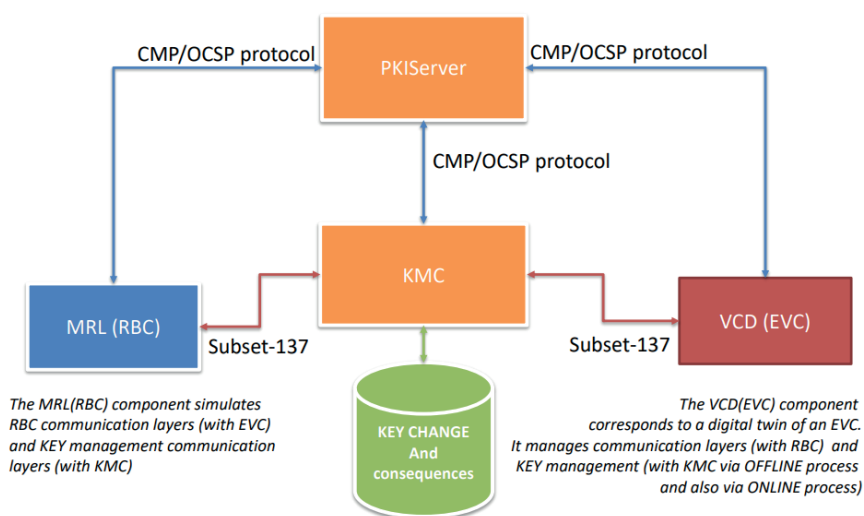 CMP/OCSP protocol
PKIServer
CMP/OCSP protocol
CMP/OCSP protocol
MRL (RBC)
KMC
VCD (EVC)
Subset-137
Subset-137
The MRL(RBC) component simulates
RBC communication layers (with EVC)
and KEY management communication
layers (with KMC)
KEY CHANGE
And
consequences
The VCD(EVC) component
corresponds to a digital twin of an EVC.
It manages communication layers (with RBC) and
KEY management (with KMC via OFFLINE process
and also via ONLINE process)